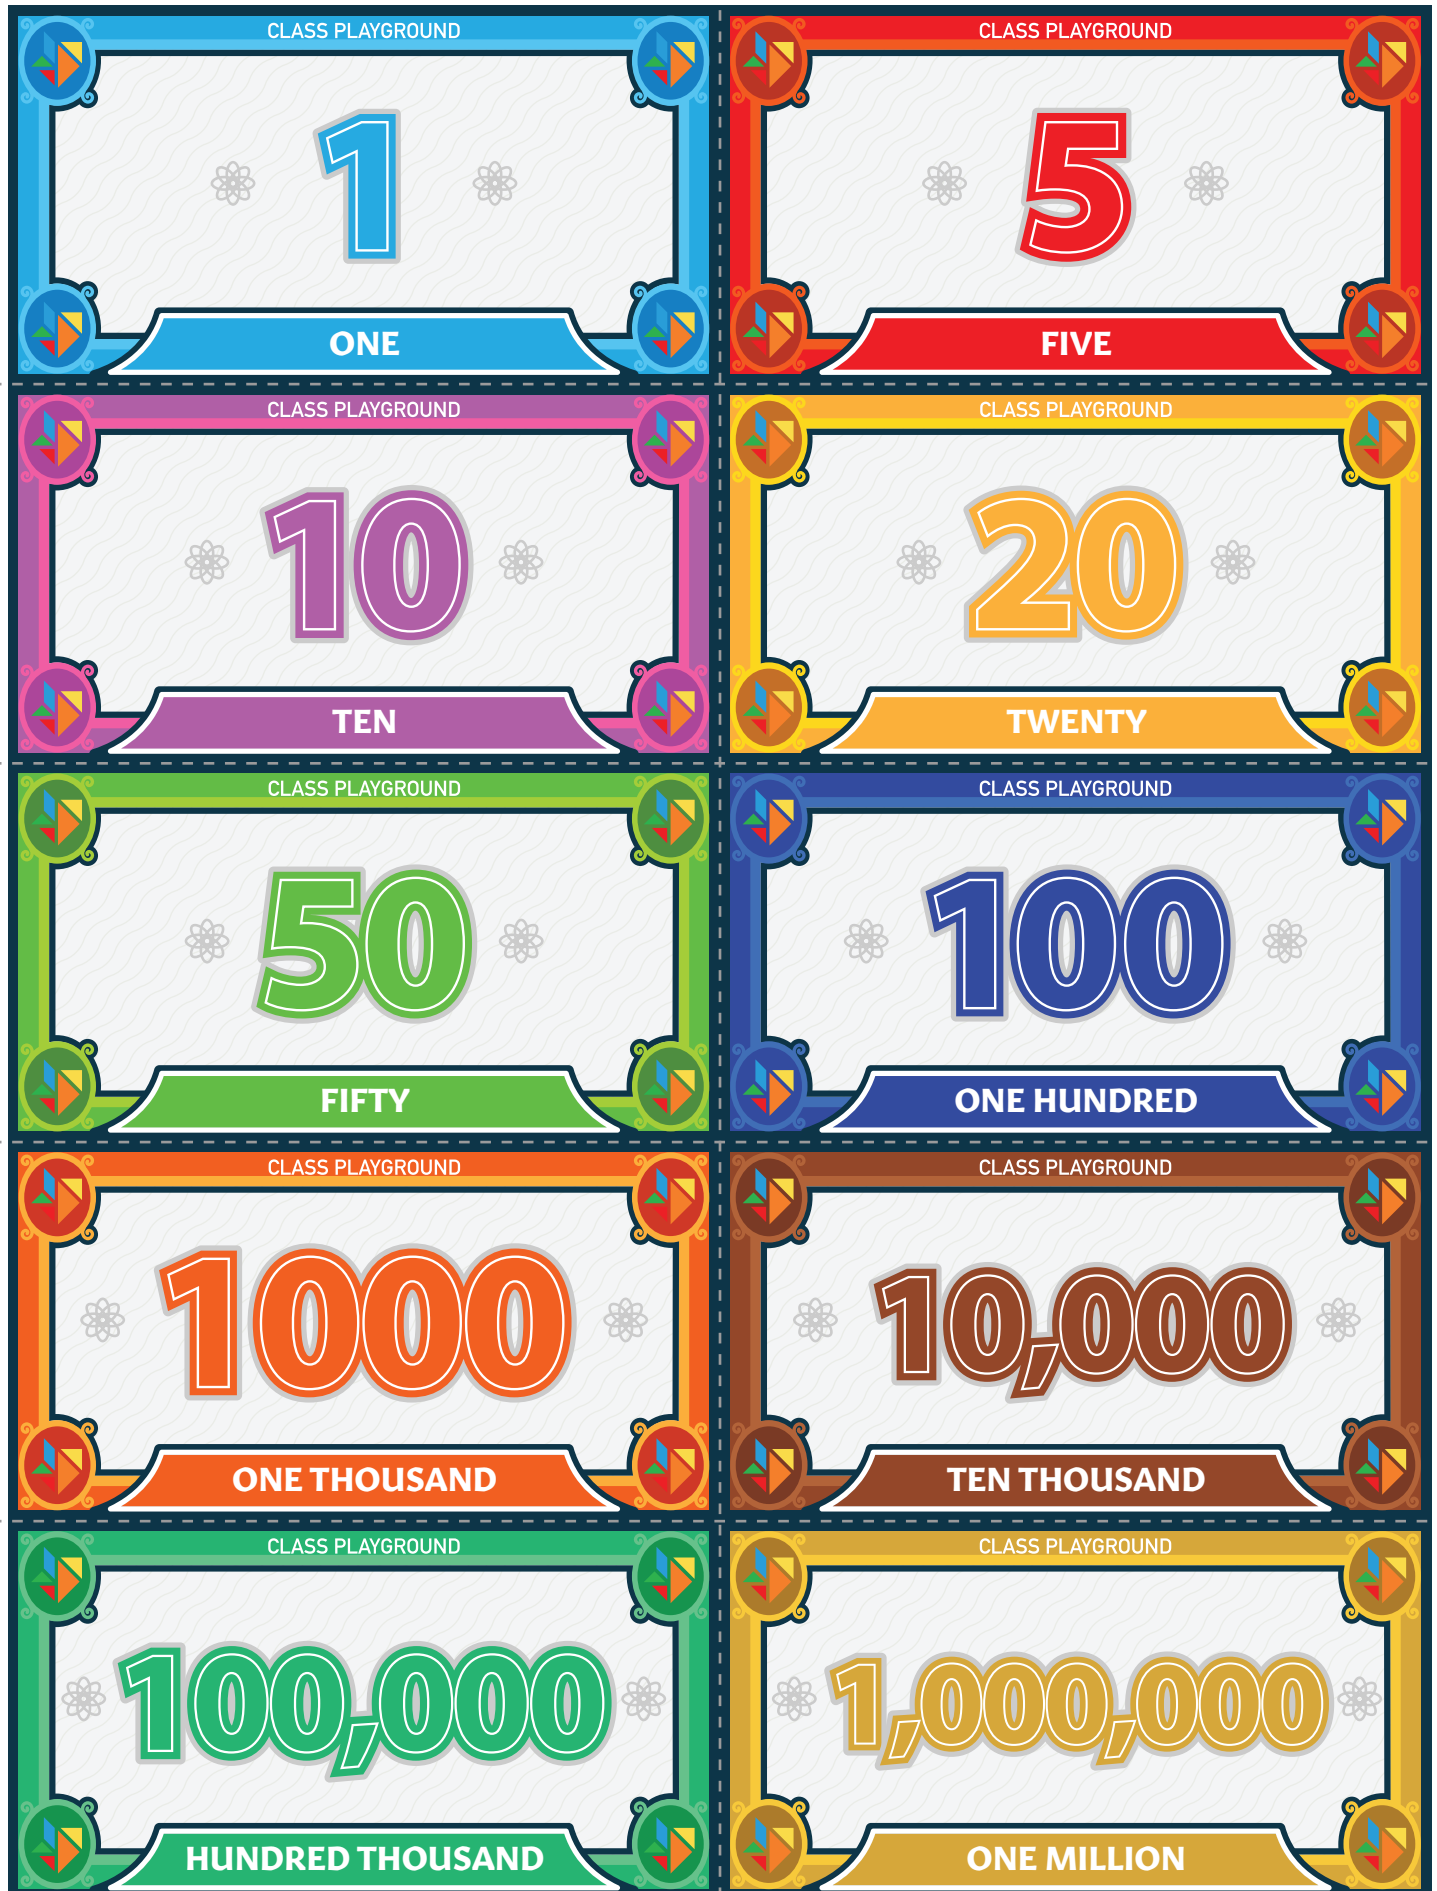 CLASS PLAYGROUND
1
ONE
CLASS PLAYGROUND
5
FIVE
CLASS PLAYGROUND
10
TEN
CLASS PLAYGROUND
20
TWENTY
CLASS PLAYGROUND
50
FIFTY
CLASS PLAYGROUND
100
ONE HUNDRED
CLASS PLAYGROUND
1000
ONE THOUSAND
CLASS PLAYGROUND
10,000
TEN THOUSAND
CLASS PLAYGROUND
100,000
HUNDRED THOUSAND
CLASS PLAYGROUND
1,000,000
ONE MILLION